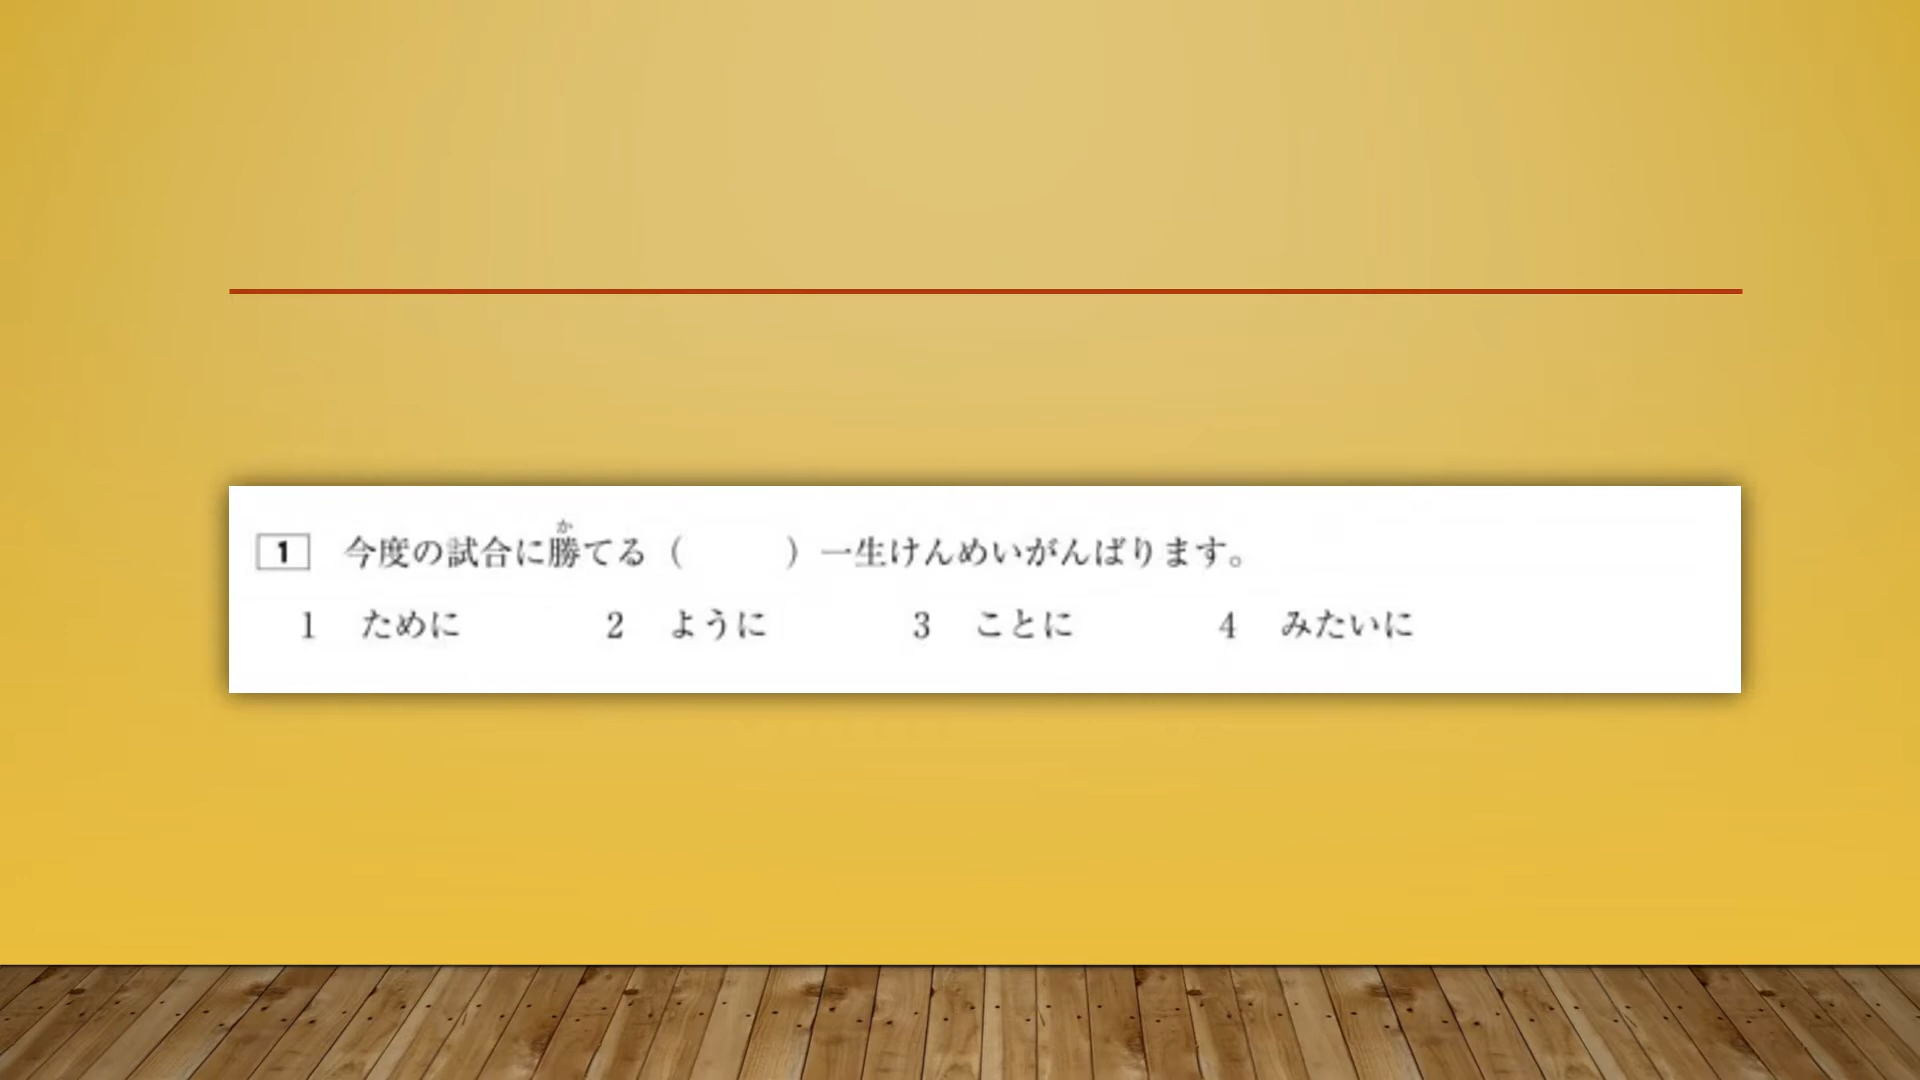 1 今度の試合に勝てる（　　　）一生けんめいがんばります。
1 ために 2 ように 3 ことに 4 みたいに